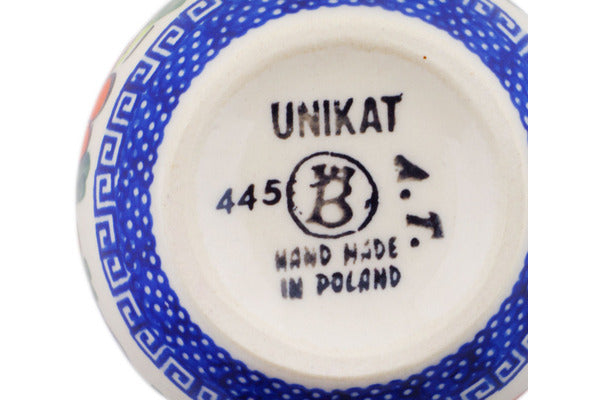 UNIKAT
445 B A.T.
HAND MADE
IN POLAND